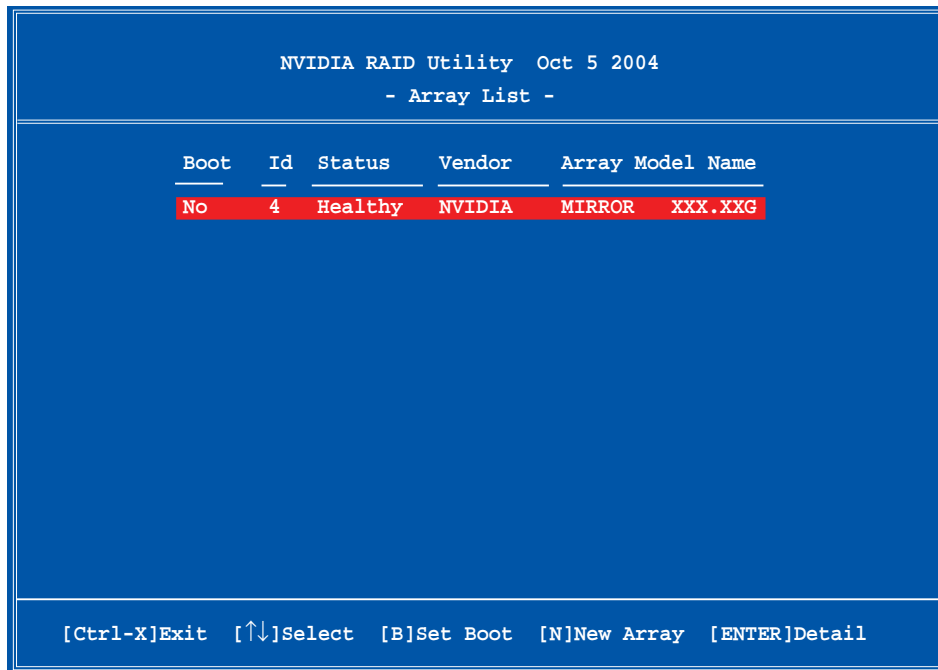 NVIDIA RAID Utility Oct 5 2004
- Array List -
Boot Id Status Vendor Array Model Name
No 4 Healthy NVIDIA MIRROR XXX.XXG
[Ctrl-X]Exit [↑↓]Select [B]Set Boot [N]New Array [ENTER]Detail